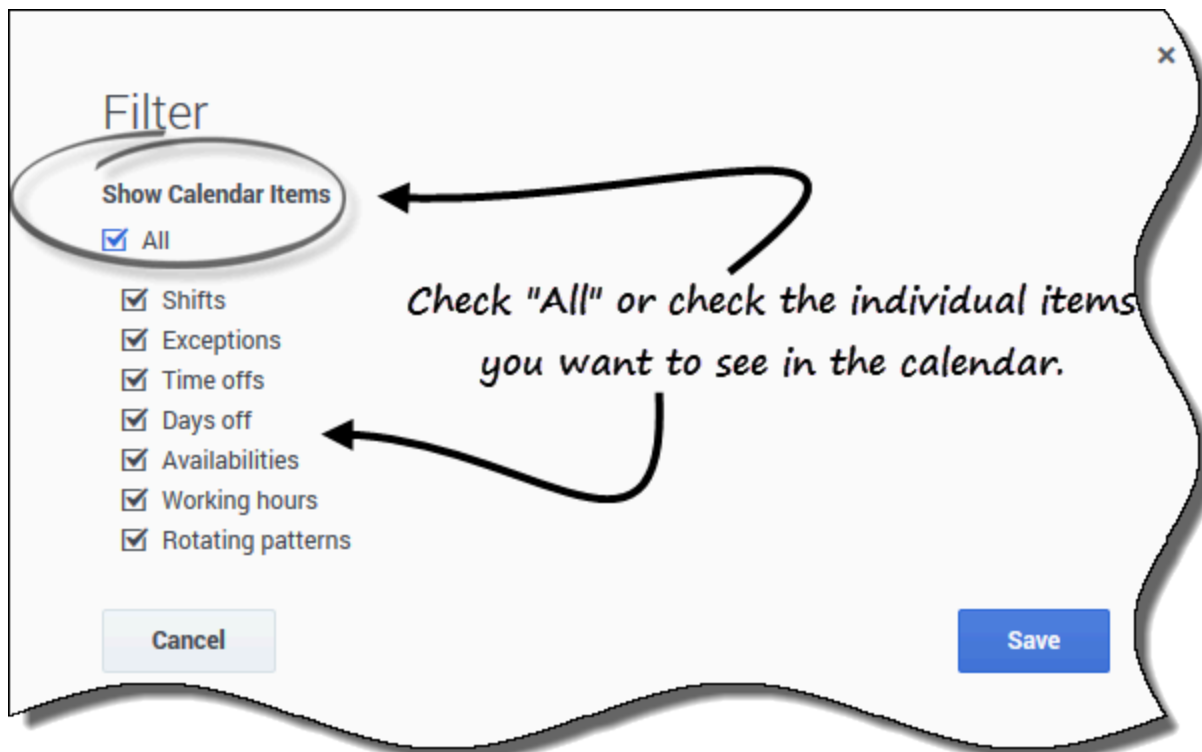 ×
Filter
Show Calendar Items
All
Shifts
Exceptions
Time offs
Days off
Availabilities
Working hours
Rotating patterns
Check "All" or check the individual items
you want to see in the calendar.
Cancel
Save